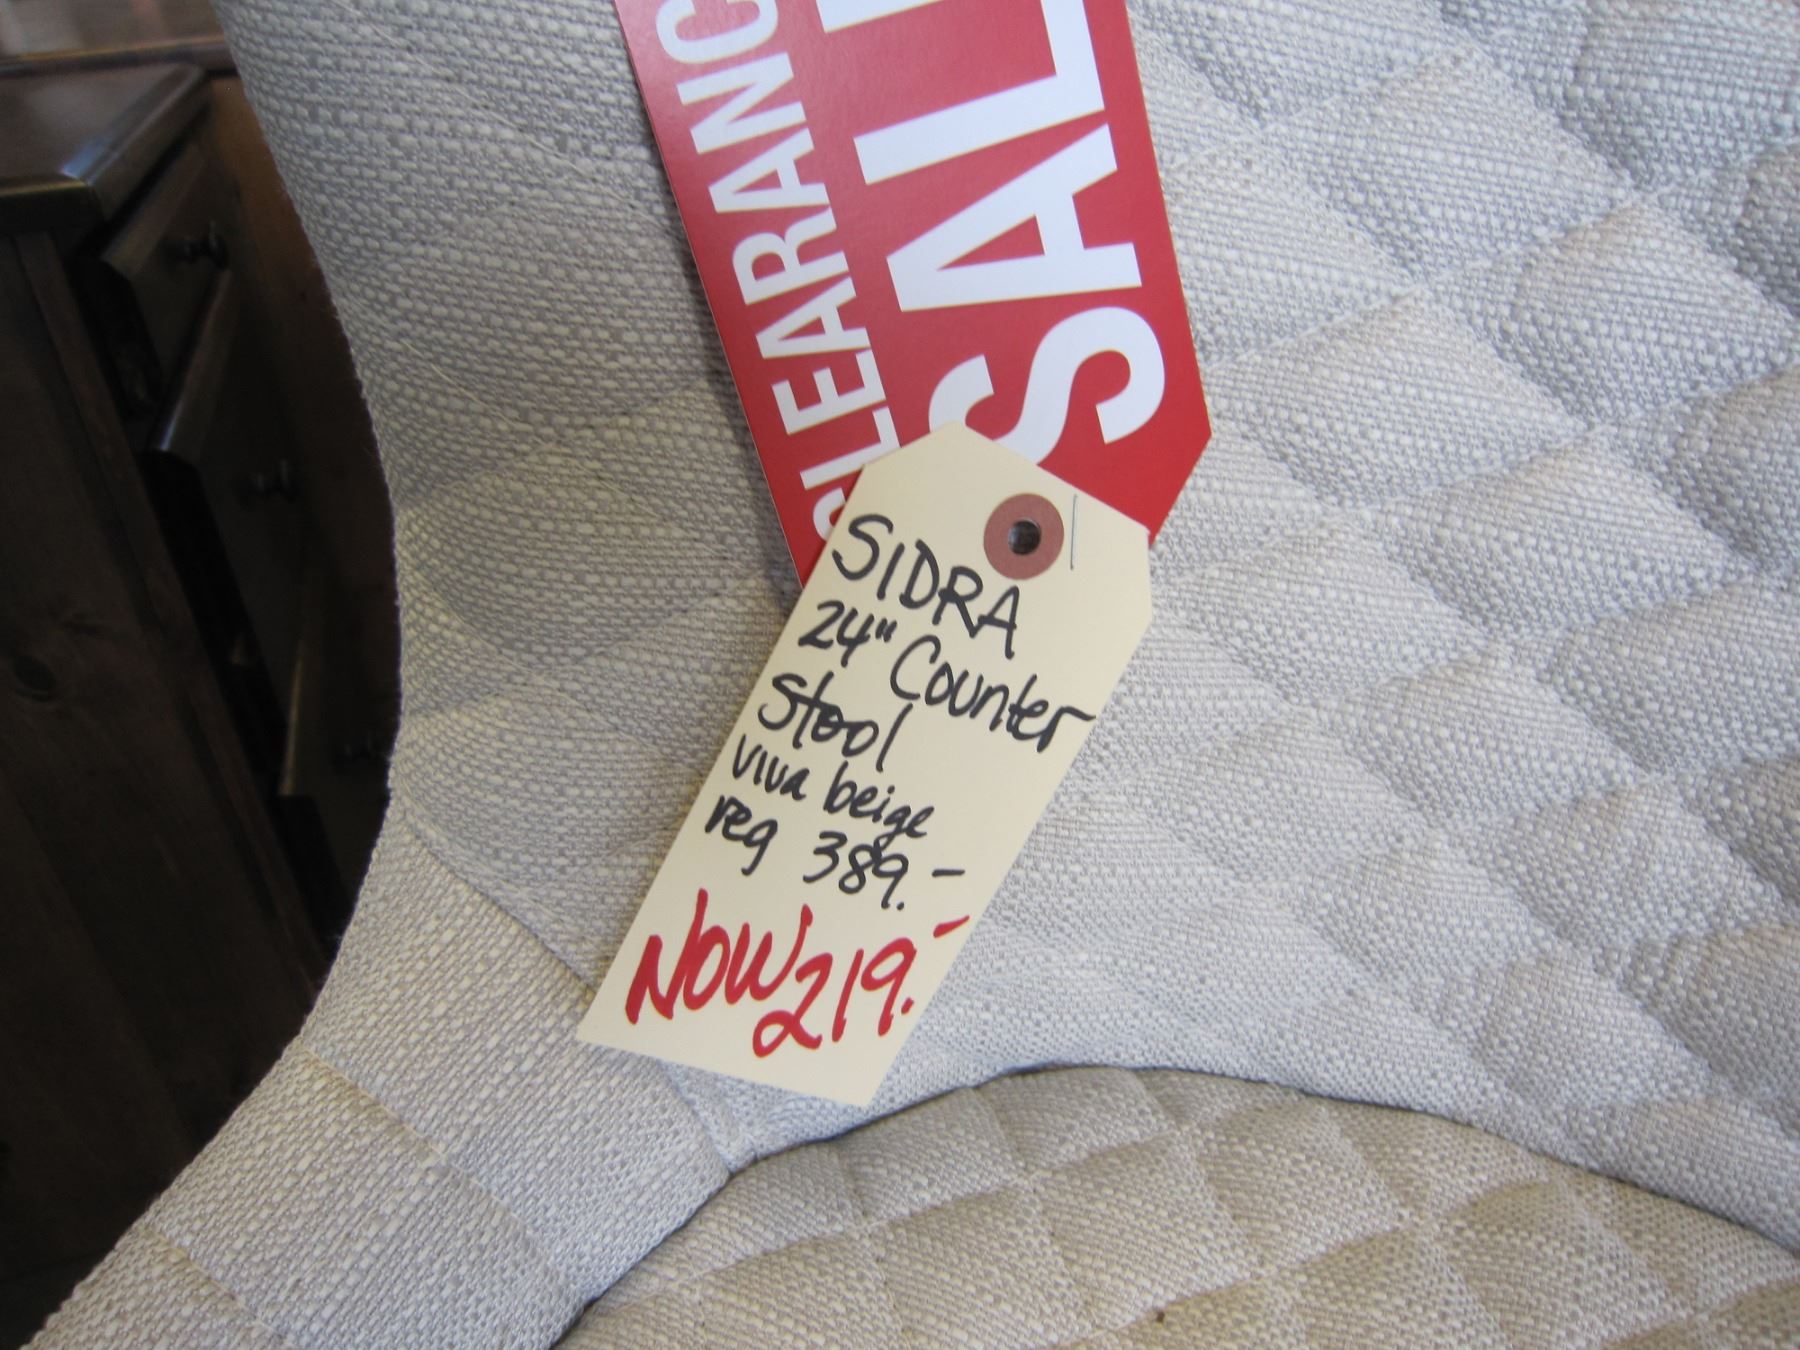 CLEARANC
SAL
SIDRA
24" Counter
Stool
viva beige
reg 389.-
NOW 219.-